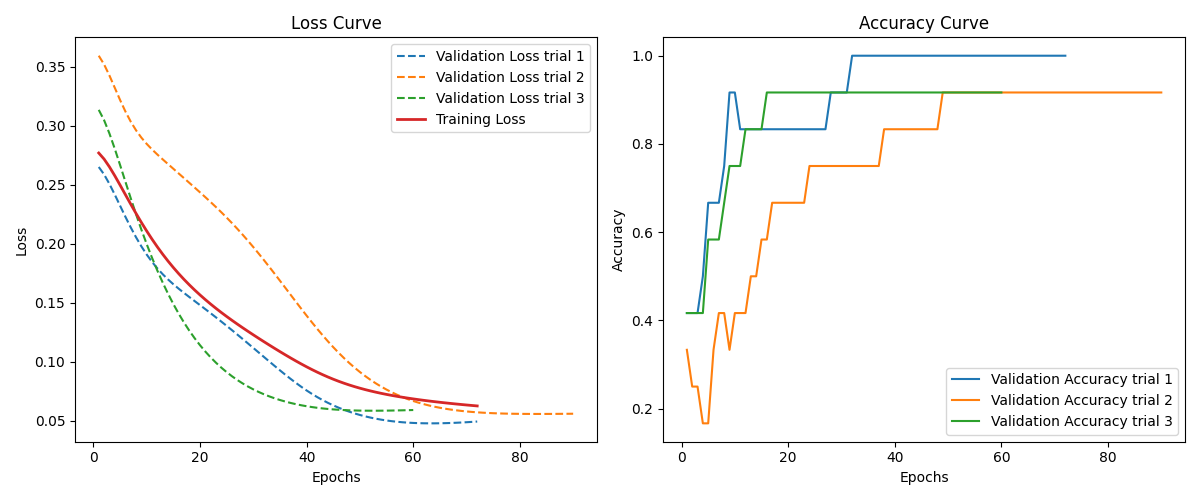 Loss Curve
0.35
0.30
0.25
0.20
0.15
0.10
0.05
Loss
0 20 40 60 80
Epochs
Validation Loss trial 1
Validation Loss trial 2
Validation Loss trial 3
Training Loss
Accuracy Curve
1.0
0.8
0.6
0.4
0.2
Accuracy
0 20 40 60 80
Epochs
Validation Accuracy trial 1
Validation Accuracy trial 2
Validation Accuracy trial 3